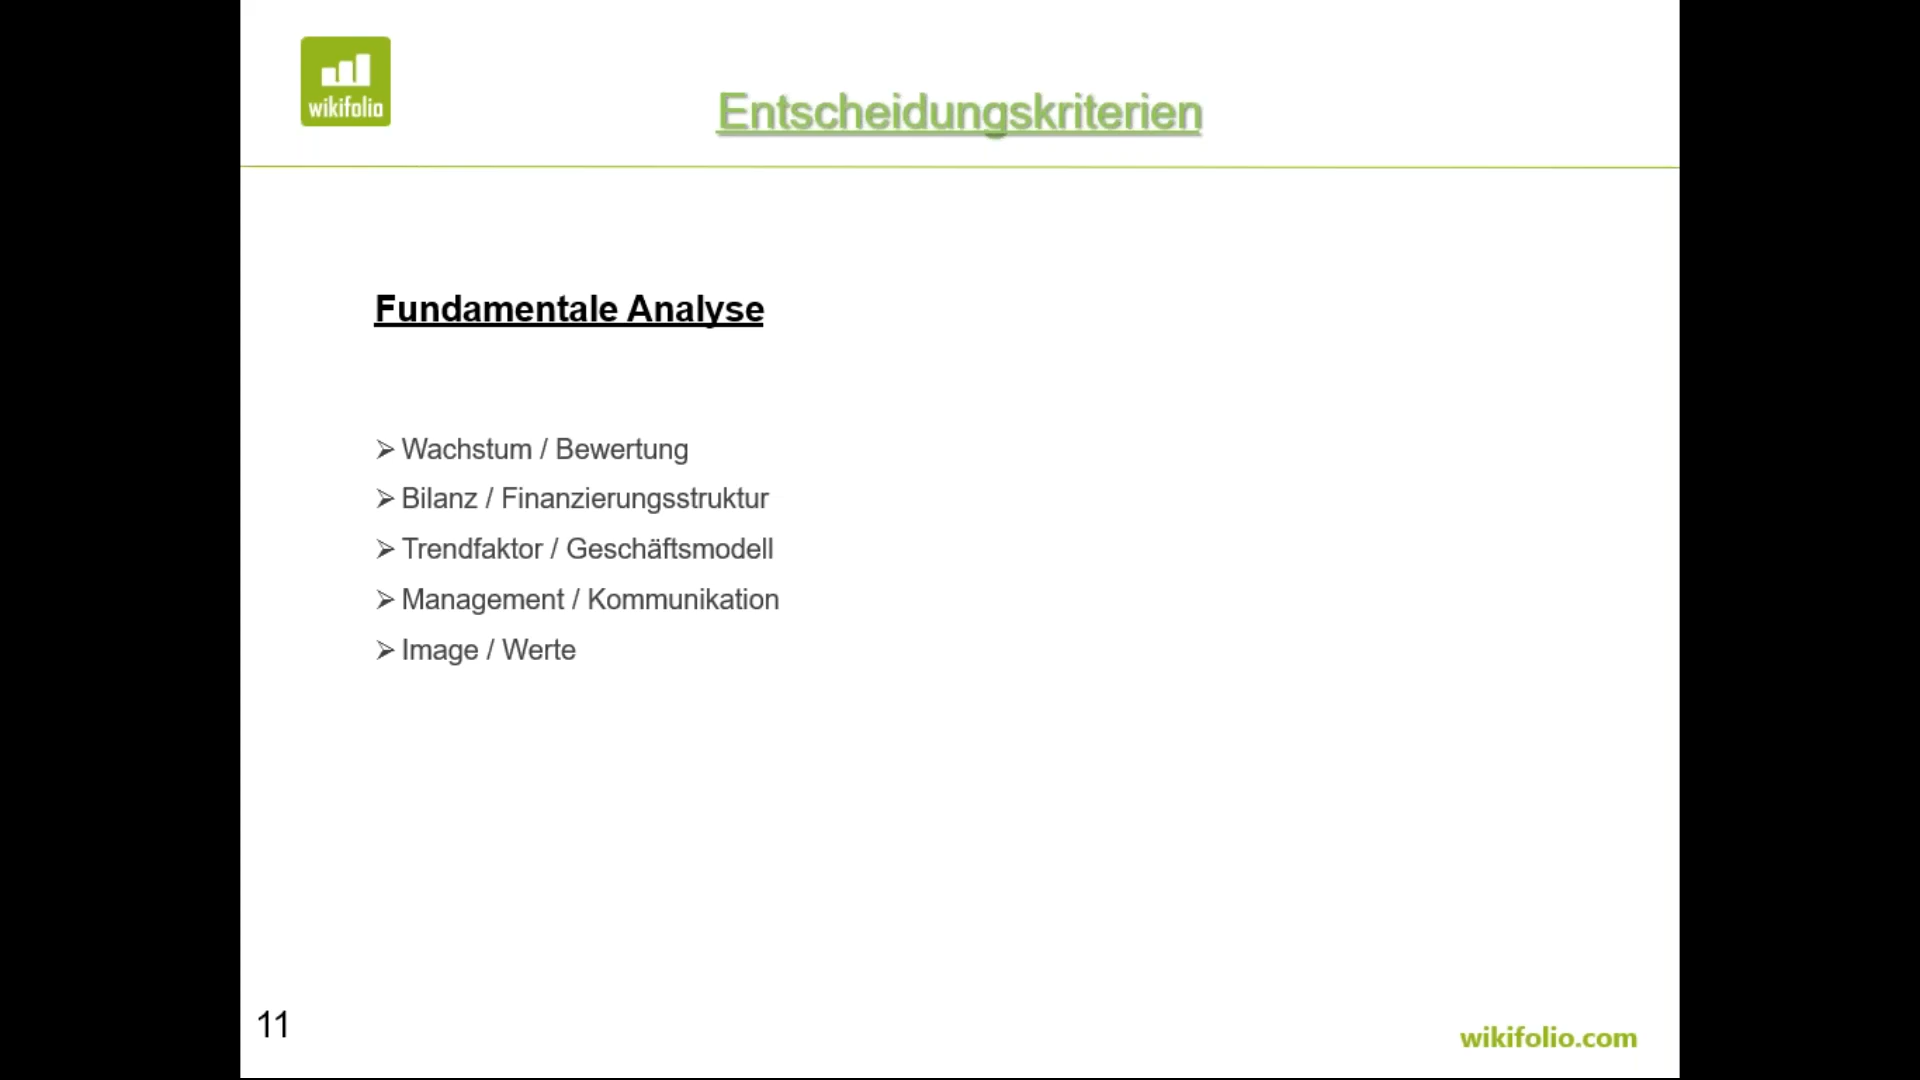 wikifolio
Entscheidungskriterien
Fundamentale Analyse
➢ Wachstum / Bewertung
➢ Bilanz / Finanzierungsstruktur
➢ Trendfaktor / Geschäftsmodell
➢ Management / Kommunikation
➢ Image / Werte
11
wikifolio.com